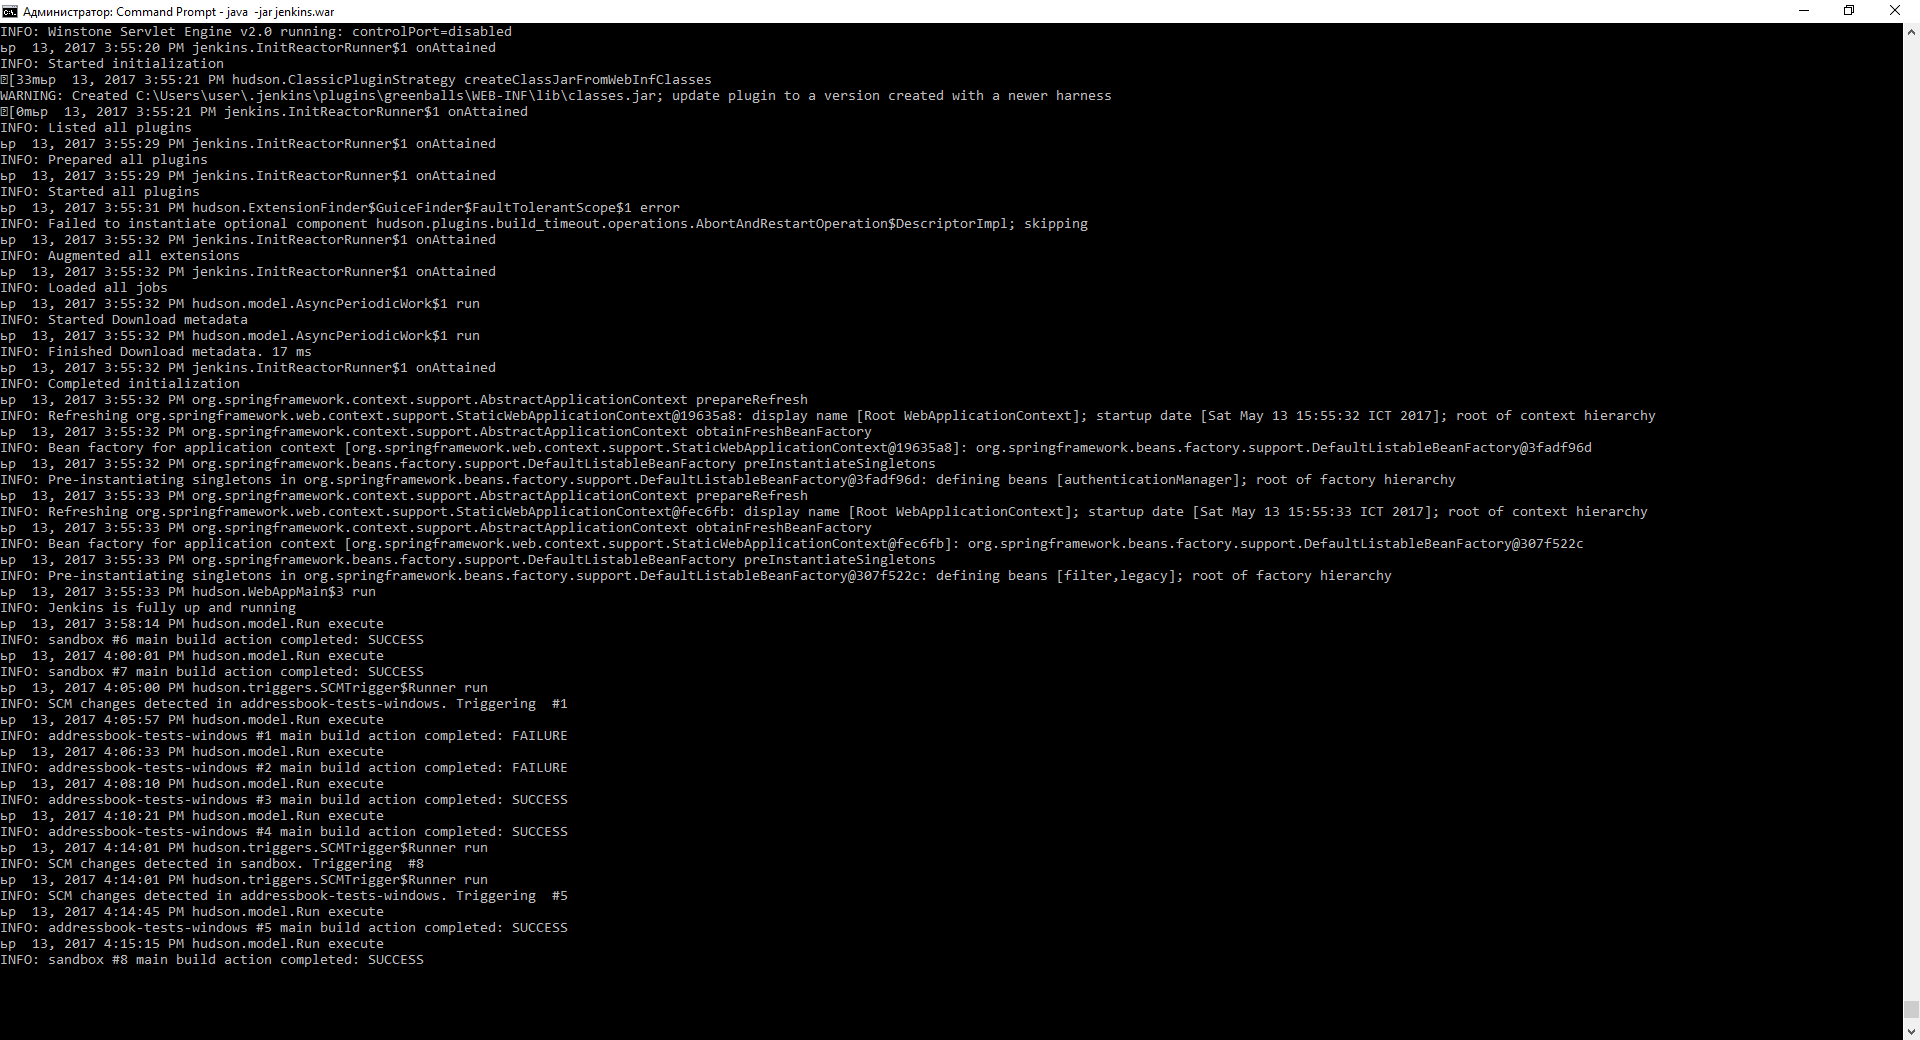 Администратор: Command Prompt - java  -jar jenkins.war
INFO: Winstone Servlet Engine v2.0 running: controlPort=disabled
ьр  13, 2017 3:55:20 PM jenkins.InitReactorRunner$1 onAttained
INFO: Started initialization
[33mьр  13, 2017 3:55:21 PM hudson.ClassicPluginStrategy createClassJarFromWebInfClasses
WARNING: Created C:\Users\user\.jenkins\plugins\greenballs\WEB-INF\lib\classes.jar; update plugin to a version created with a newer harness
[0mьр  13, 2017 3:55:21 PM jenkins.InitReactorRunner$1 onAttained
INFO: Listed all plugins
ьр  13, 2017 3:55:29 PM jenkins.InitReactorRunner$1 onAttained
INFO: Prepared all plugins
ьр  13, 2017 3:55:29 PM jenkins.InitReactorRunner$1 onAttained
INFO: Started all plugins
ьр  13, 2017 3:55:31 PM hudson.ExtensionFinder$GuiceFinder$FaultTolerantScope$1 error
INFO: Failed to instantiate optional component hudson.plugins.build_timeout.operations.AbortAndRestartOperation$DescriptorImpl; skipping
ьр  13, 2017 3:55:32 PM jenkins.InitReactorRunner$1 onAttained
INFO: Augmented all extensions
ьр  13, 2017 3:55:32 PM jenkins.InitReactorRunner$1 onAttained
INFO: Loaded all jobs
ьр  13, 2017 3:55:32 PM hudson.model.AsyncPeriodicWork$1 run
INFO: Started Download metadata
ьр  13, 2017 3:55:32 PM hudson.model.AsyncPeriodicWork$1 run
INFO: Finished Download metadata. 17 ms
ьр  13, 2017 3:55:32 PM jenkins.InitReactorRunner$1 onAttained
INFO: Completed initialization
ьр  13, 2017 3:55:32 PM org.springframework.context.support.AbstractApplicationContext prepareRefresh
INFO: Refreshing org.springframework.web.context.support.StaticWebApplicationContext@19635a8: display name [Root WebApplicationContext]; startup date [Sat May 13 15:55:32 ICT 2017]; root of context hierarchy
ьр  13, 2017 3:55:32 PM org.springframework.context.support.AbstractApplicationContext obtainFreshBeanFactory
INFO: Bean factory for application context [org.springframework.web.context.support.StaticWebApplicationContext@19635a8]: org.springframework.beans.factory.support.DefaultListableBeanFactory@3fadf96d
ьр  13, 2017 3:55:32 PM org.springframework.beans.factory.support.DefaultListableBeanFactory preInstantiateSingletons
INFO: Pre-instantiating singletons in org.springframework.beans.factory.support.DefaultListableBeanFactory@3fadf96d: defining beans [authenticationManager]; root of factory hierarchy
ьр  13, 2017 3:55:33 PM org.springframework.context.support.AbstractApplicationContext prepareRefresh
INFO: Refreshing org.springframework.web.context.support.StaticWebApplicationContext@fec6fb: display name [Root WebApplicationContext]; startup date [Sat May 13 15:55:33 ICT 2017]; root of context hierarchy
ьр  13, 2017 3:55:33 PM org.springframework.context.support.AbstractApplicationContext obtainFreshBeanFactory
INFO: Bean factory for application context [org.springframework.web.context.support.StaticWebApplicationContext@fec6fb]: org.springframework.beans.factory.support.DefaultListableBeanFactory@307f522c
ьр  13, 2017 3:55:33 PM org.springframework.beans.factory.support.DefaultListableBeanFactory preInstantiateSingletons
INFO: Pre-instantiating singletons in org.springframework.beans.factory.support.DefaultListableBeanFactory@307f522c: defining beans [filter,legacy]; root of factory hierarchy
ьр  13, 2017 3:55:33 PM hudson.WebAppMain$3 run
INFO: Jenkins is fully up and running
ьр  13, 2017 3:58:14 PM hudson.model.Run execute
INFO: sandbox #6 main build action completed: SUCCESS
ьр  13, 2017 4:00:01 PM hudson.model.Run execute
INFO: sandbox #7 main build action completed: SUCCESS
ьр  13, 2017 4:05:00 PM hudson.triggers.SCMTrigger$Runner run
INFO: SCM changes detected in addressbook-tests-windows. Triggering  #1
ьр  13, 2017 4:05:57 PM hudson.model.Run execute
INFO: addressbook-tests-windows #1 main build action completed: FAILURE
ьр  13, 2017 4:06:33 PM hudson.model.Run execute
INFO: addressbook-tests-windows #2 main build action completed: FAILURE
ьр  13, 2017 4:08:10 PM hudson.model.Run execute
INFO: addressbook-tests-windows #3 main build action completed: SUCCESS
ьр  13, 2017 4:10:21 PM hudson.model.Run execute
INFO: addressbook-tests-windows #4 main build action completed: SUCCESS
ьр  13, 2017 4:14:01 PM hudson.triggers.SCMTrigger$Runner run
INFO: SCM changes detected in sandbox. Triggering  #8
ьр  13, 2017 4:14:01 PM hudson.triggers.SCMTrigger$Runner run
INFO: SCM changes detected in addressbook-tests-windows. Triggering  #5
ьр  13, 2017 4:14:45 PM hudson.model.Run execute
INFO: addressbook-tests-windows #5 main build action completed: SUCCESS
ьр  13, 2017 4:15:15 PM hudson.model.Run execute
INFO: sandbox #8 main build action completed: SUCCESS